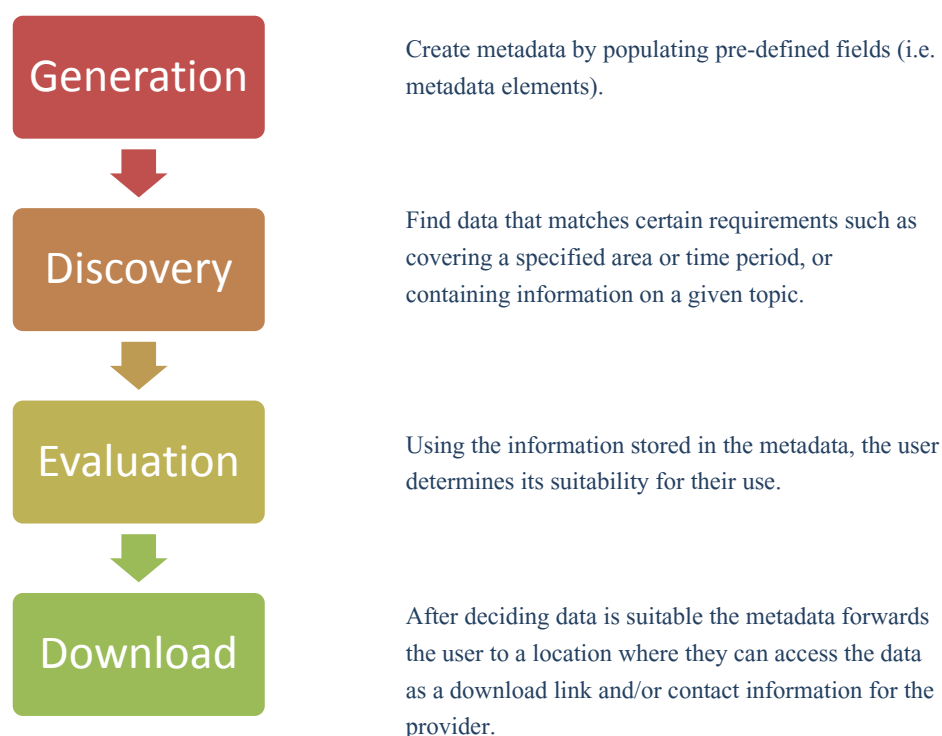 Generation
Create metadata by populating pre-defined fields (i.e.
metadata elements).
Discovery
Find data that matches certain requirements such as
covering a specified area or time period, or
containing information on a given topic.
Evaluation
Using the information stored in the metadata, the user
determines its suitability for their use.
Download
After deciding data is suitable the metadata forwards
the user to a location where they can access the data
as a download link and/or contact information for the
provider.